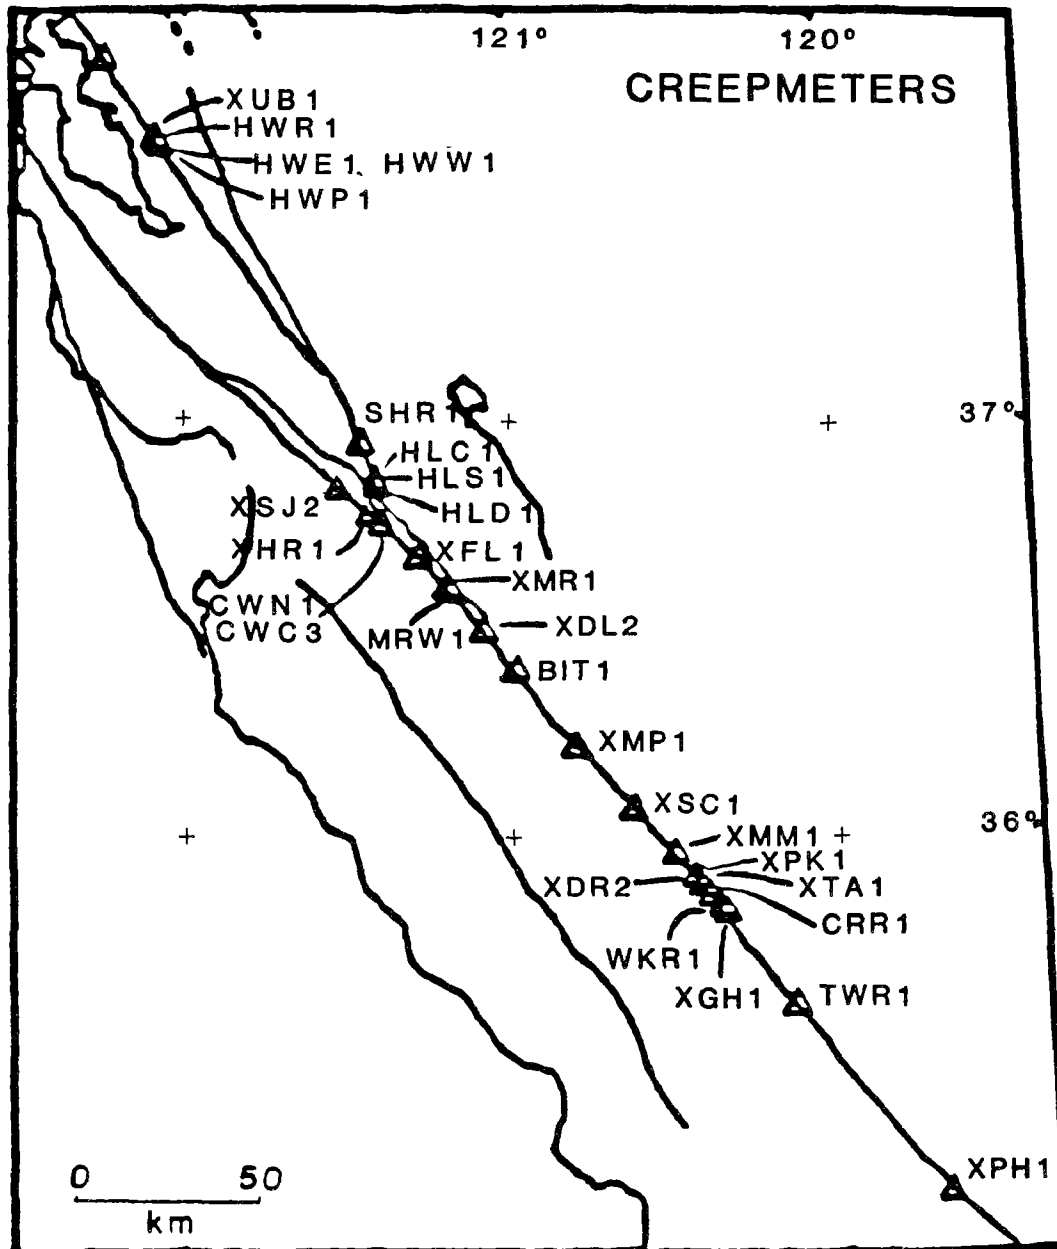 121° 120°
CREEPMETERS
XUB1
HWR1
HWE1, HWW1
HWP1
SHR1
37°
HLC1
HLS1
XSJ2
HLD1
XHR1
XFL1
XMR1
CWN1
CWC3
MRW1
XDL2
BIT1
XMP1
XSC1
36°
XMM1
XPK1
XDR2
XTA1
CRR1
WKR1
XGH1
TWR1
XPH1
0 50
km